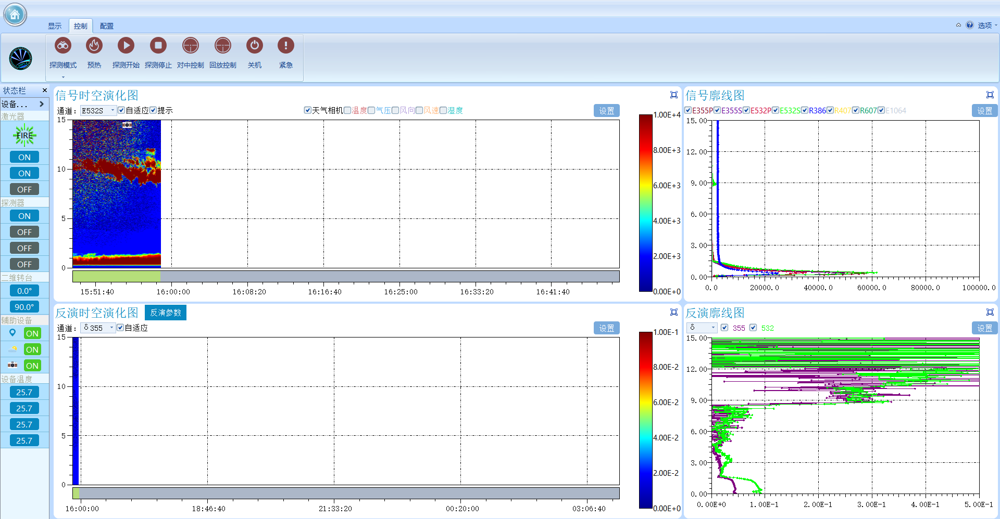 显示 控制 配置 选项
探测模式 预热 探测开始 探测停止 对中控制 回放控制 关机 紧急
状态栏
设备...
激光器
FIRE
ON
ON
OFF
探测器
ON
OFF
OFF
OFF
二维转台
0.0°
90.0°
辅助设备
ON
ON
ON
设备温度
25.7
25.7
25.7
25.7
信号时空演化图
通道： E532S 自适应 提示 天气相机 温度 气压 风向 风速 湿度 设置
15
10
5
0
15:51:40 16:00:00 16:08:20 16:16:40 16:25:00 16:33:20 16:41:40
1.00E+4
8.00E+3
6.00E+3
4.00E+3
2.00E+3
0.00E+0
信号廓线图
E355P E355S E532P E532S R386 R407 R607 E1064 设置
15.00
12.00
9.00
6.00
3.00
0.00
0.0 20000.0 40000.0 60000.0 80000.0 100000.0
反演时空演化图 反演参数
通道： δ 355 自适应 设置
15
10
5
0
16:00:00 18:46:40 21:33:20 00:20:00 03:06:40
1.00E-1
8.00E-2
6.00E-2
4.00E-2
2.00E-2
0.00E+0
反演廓线图
δ 355 532 设置
15.00
12.00
9.00
6.00
3.00
0.00
0.00E+0 1.00E-1 2.00E-1 3.00E-1 4.00E-1 5.00E-1